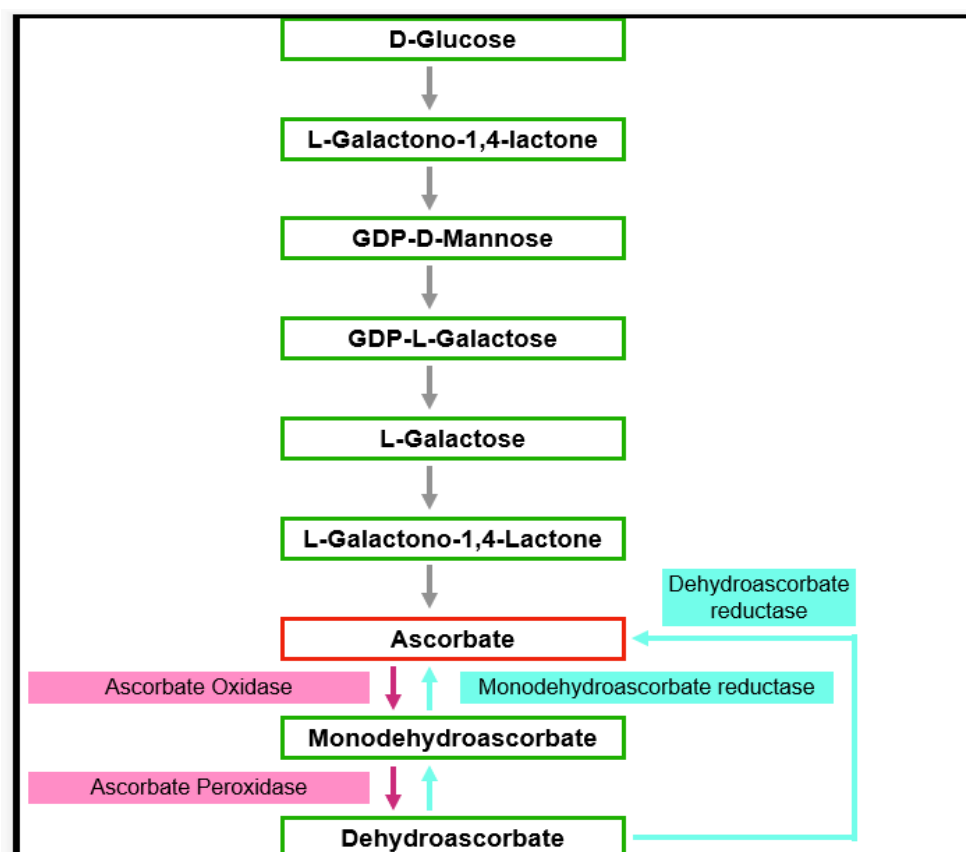 D-Glucose
L-Galactono-1,4-lactone
GDP-D-Mannose
GDP-L-Galactose
L-Galactose
L-Galactono-1,4-Lactone
Dehydroascorbate
reductase
Ascorbate
Ascorbate Oxidase
Monodehydroascorbate reductase
Monodehydroascorbate
Ascorbate Peroxidase
Dehydroascorbate